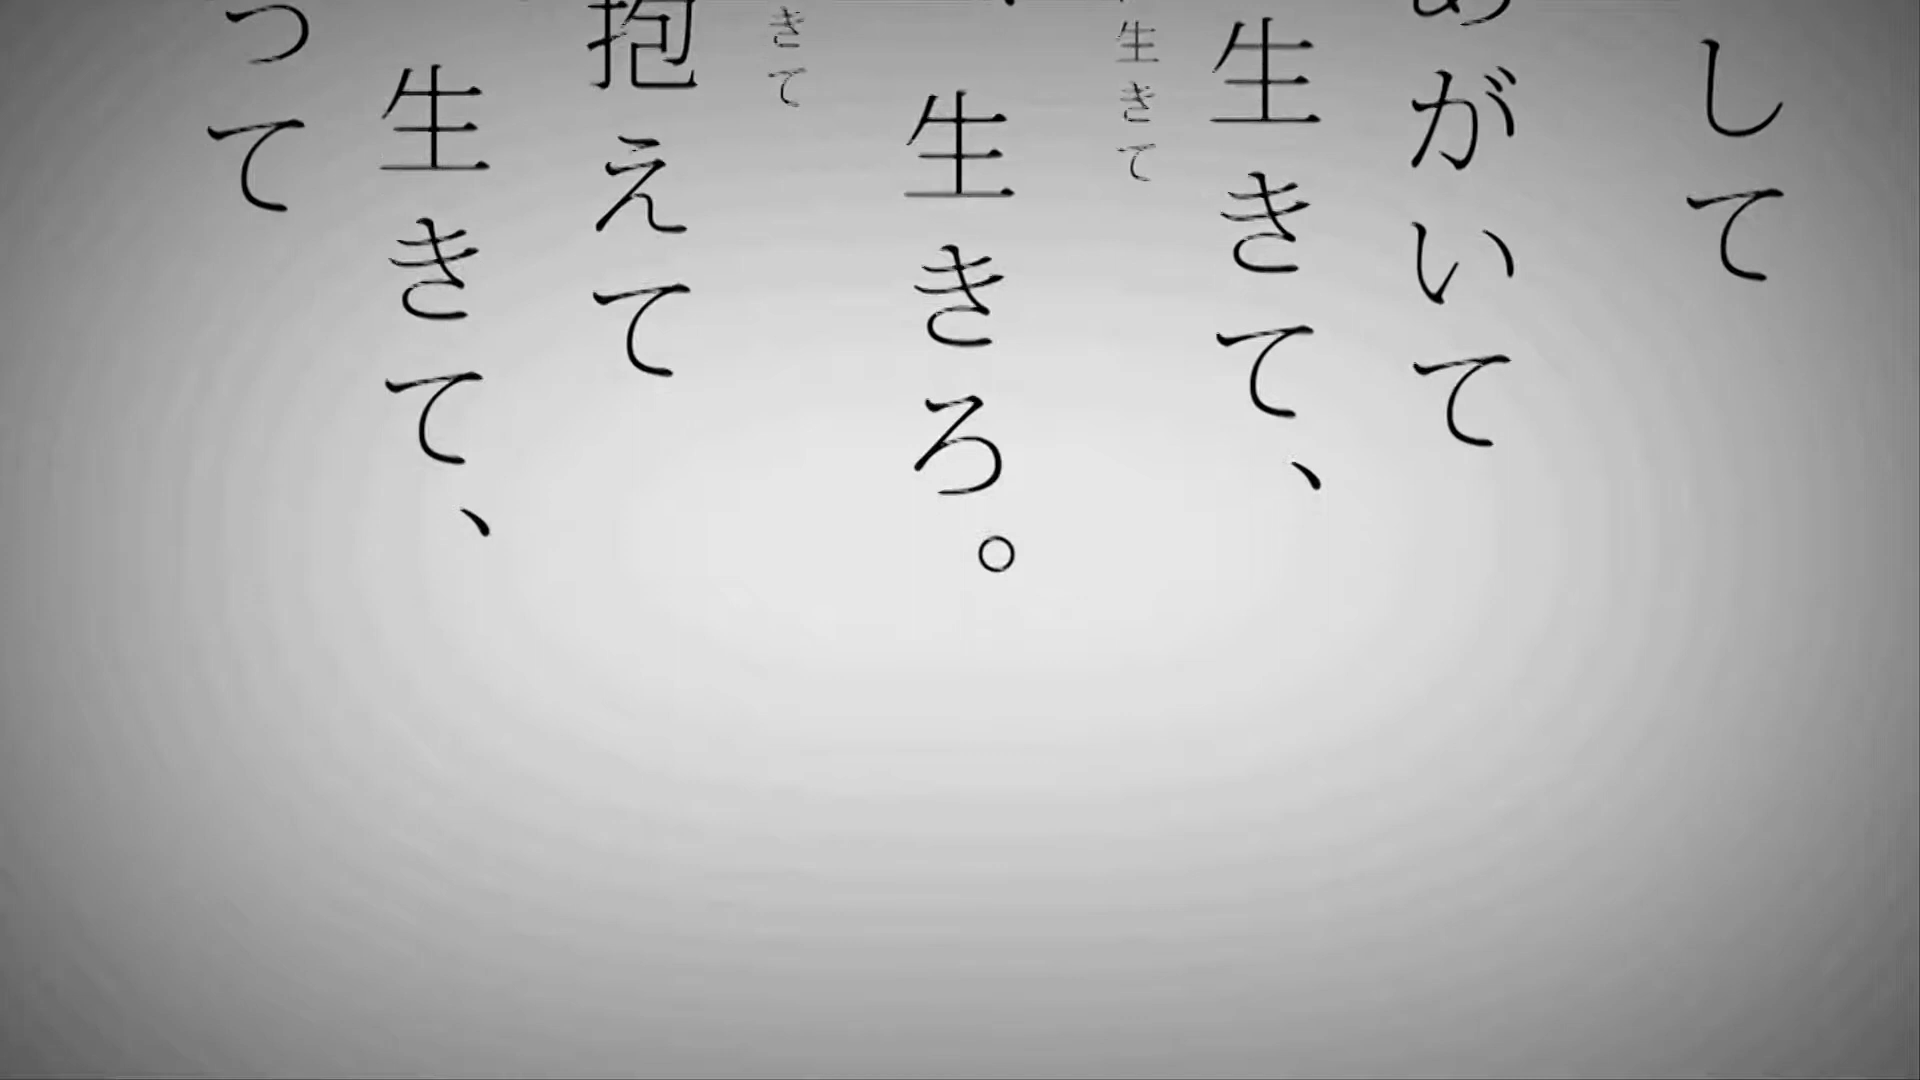 して
がいて
生きて、
生きて
生きろ。
きて
抱えて
生きて、
って